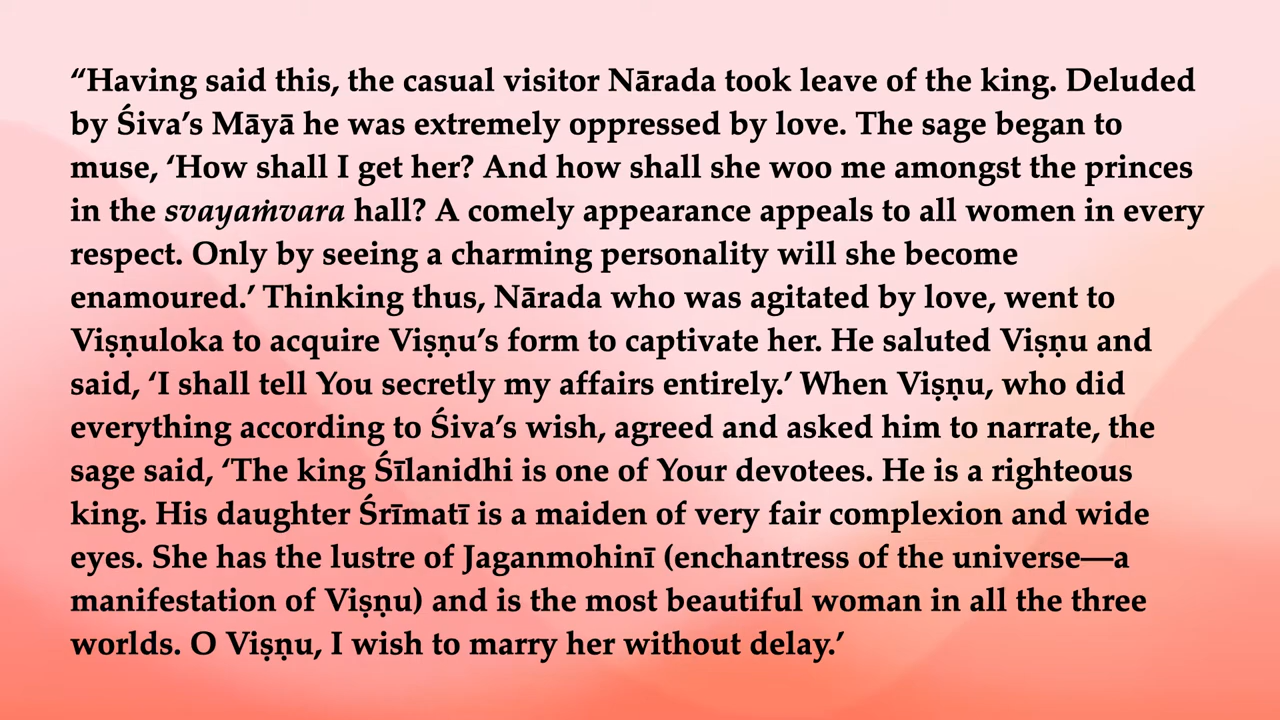 “Having said this, the casual visitor Nārada took leave of the king. Deluded
by Śiva’s Māyā he was extremely oppressed by love. The sage began to
muse, ‘How shall I get her? And how shall she woo me amongst the princes
in the svayaṁvara hall? A comely appearance appeals to all women in every
respect. Only by seeing a charming personality will she become
enamoured.’ Thinking thus, Nārada who was agitated by love, went to
Viṣṇuloka to acquire Viṣṇu’s form to captivate her. He saluted Viṣṇu and
said, ‘I shall tell You secretly my affairs entirely.’ When Viṣṇu, who did
everything according to Śiva’s wish, agreed and asked him to narrate, the
sage said, ‘The king Śīlanidhi is one of Your devotees. He is a righteous
king. His daughter Śrīmatī is a maiden of very fair complexion and wide
eyes. She has the lustre of Jaganmohinī (enchantress of the universe—a
manifestation of Viṣṇu) and is the most beautiful woman in all the three
worlds. O Viṣṇu, I wish to marry her without delay.’